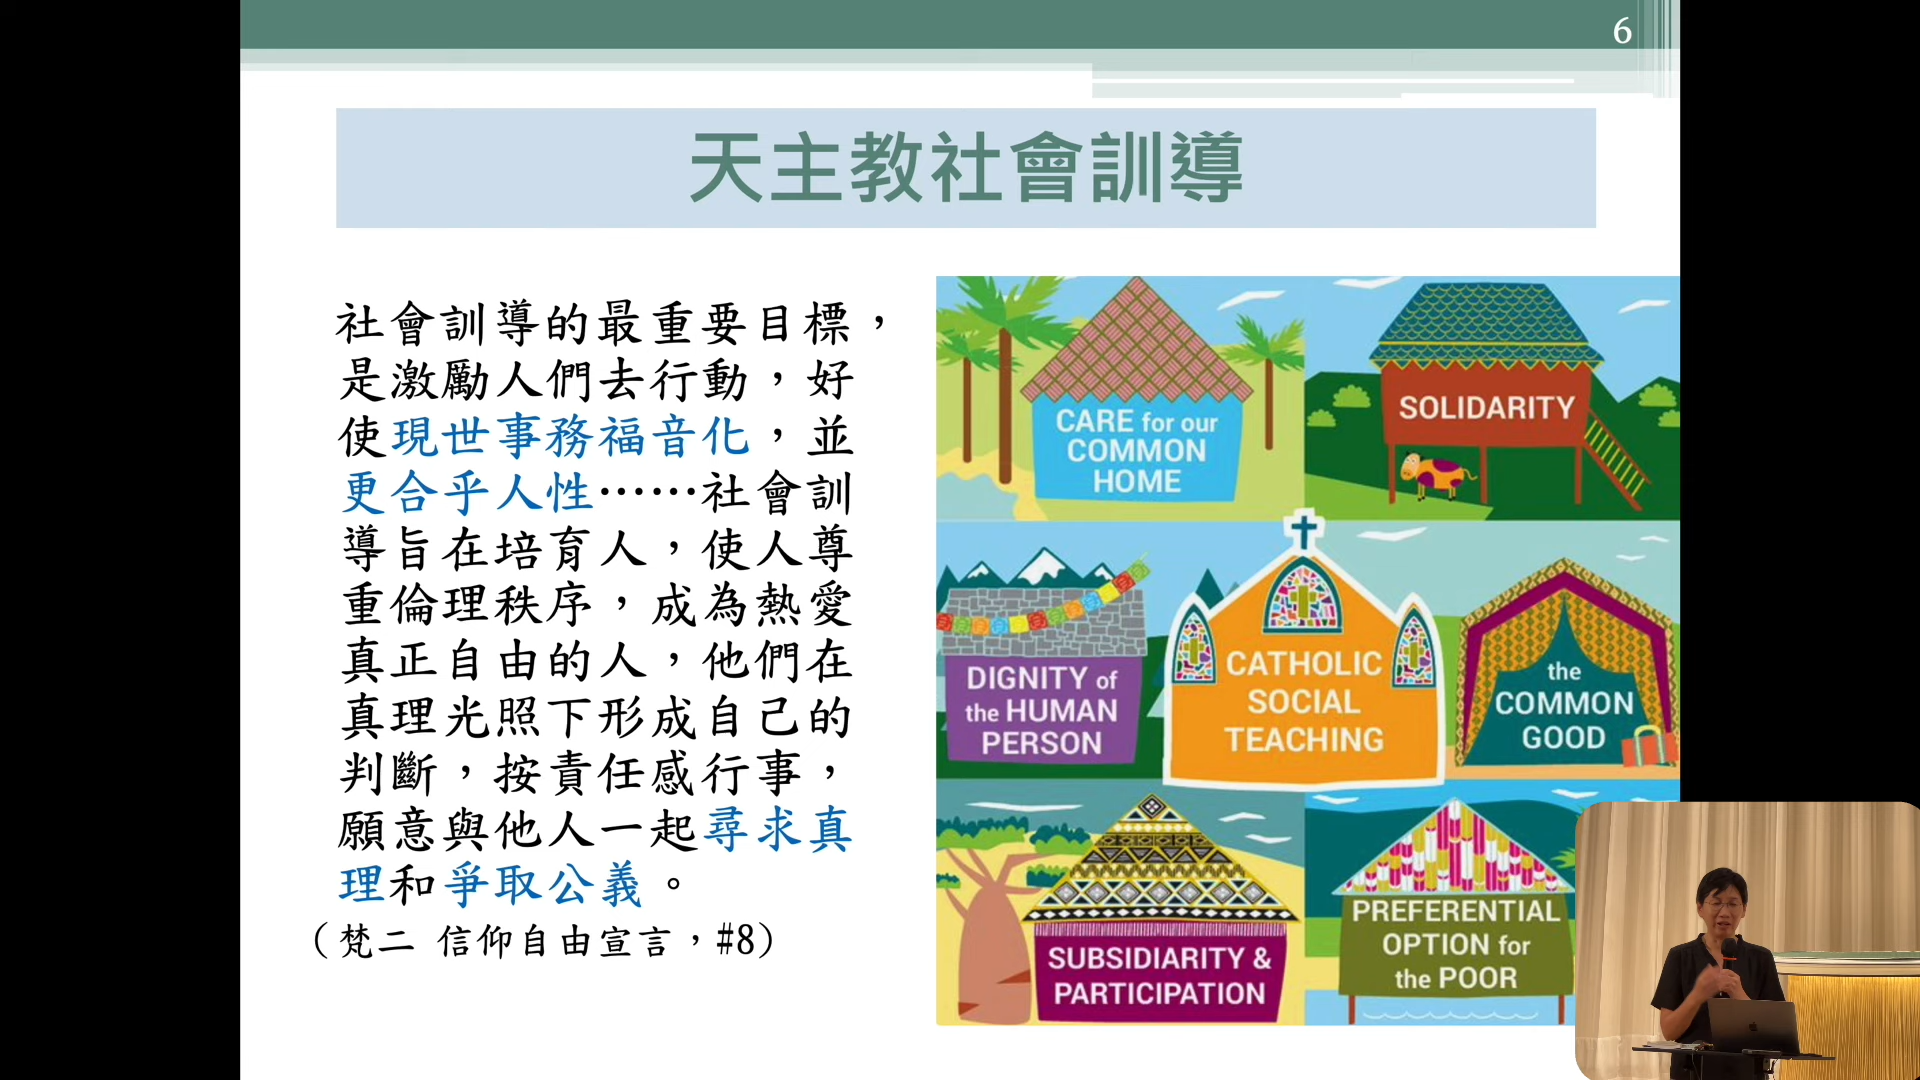 6
天主教社會訓導
社會訓導的最重要目標，
是激勵人們去行動，好
使現世事務福音化，並
更合乎人性……社會訓
導旨在培育人，使人尊
重倫理秩序，成為熱愛
真正自由的人，他們在
真理光照下形成自己的
判斷，按責任感行事，
願意與他人一起尋求真
理和爭取公義。
（梵二 信仰自由宣言，#8）
CARE for our
COMMON
HOME
SOLIDARITY
DIGNITY of
the HUMAN
PERSON
CATHOLIC
SOCIAL
TEACHING
the
COMMON
GOOD
SUBSIDIARITY &
PARTICIPATION
PREFERENTIAL
OPTION for
the POOR